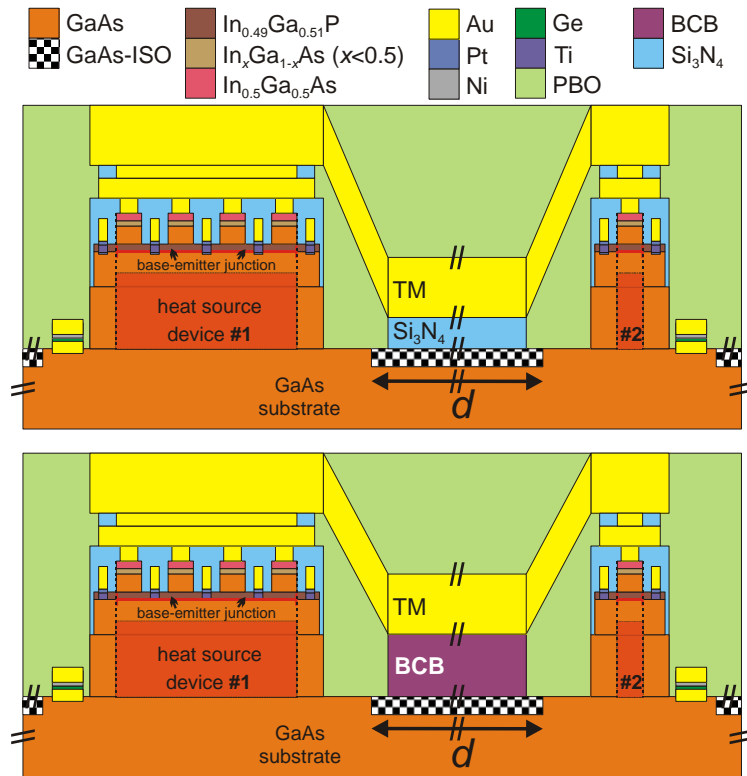 GaAs In₀.₄₉Ga₀.₅₁P Au Ge BCB
GaAs-ISO InₓGa₁₋ₓAs (x<0.5) Pt Ti Si₃N₄
In₀.₅Ga₀.₅As Ni PBO
base-emitter junction
heat source
device #1
TM
Si₃N₄
#2
GaAs
substrate
d
base-emitter junction
heat source
device #1
TM
BCB
#2
GaAs
substrate
d